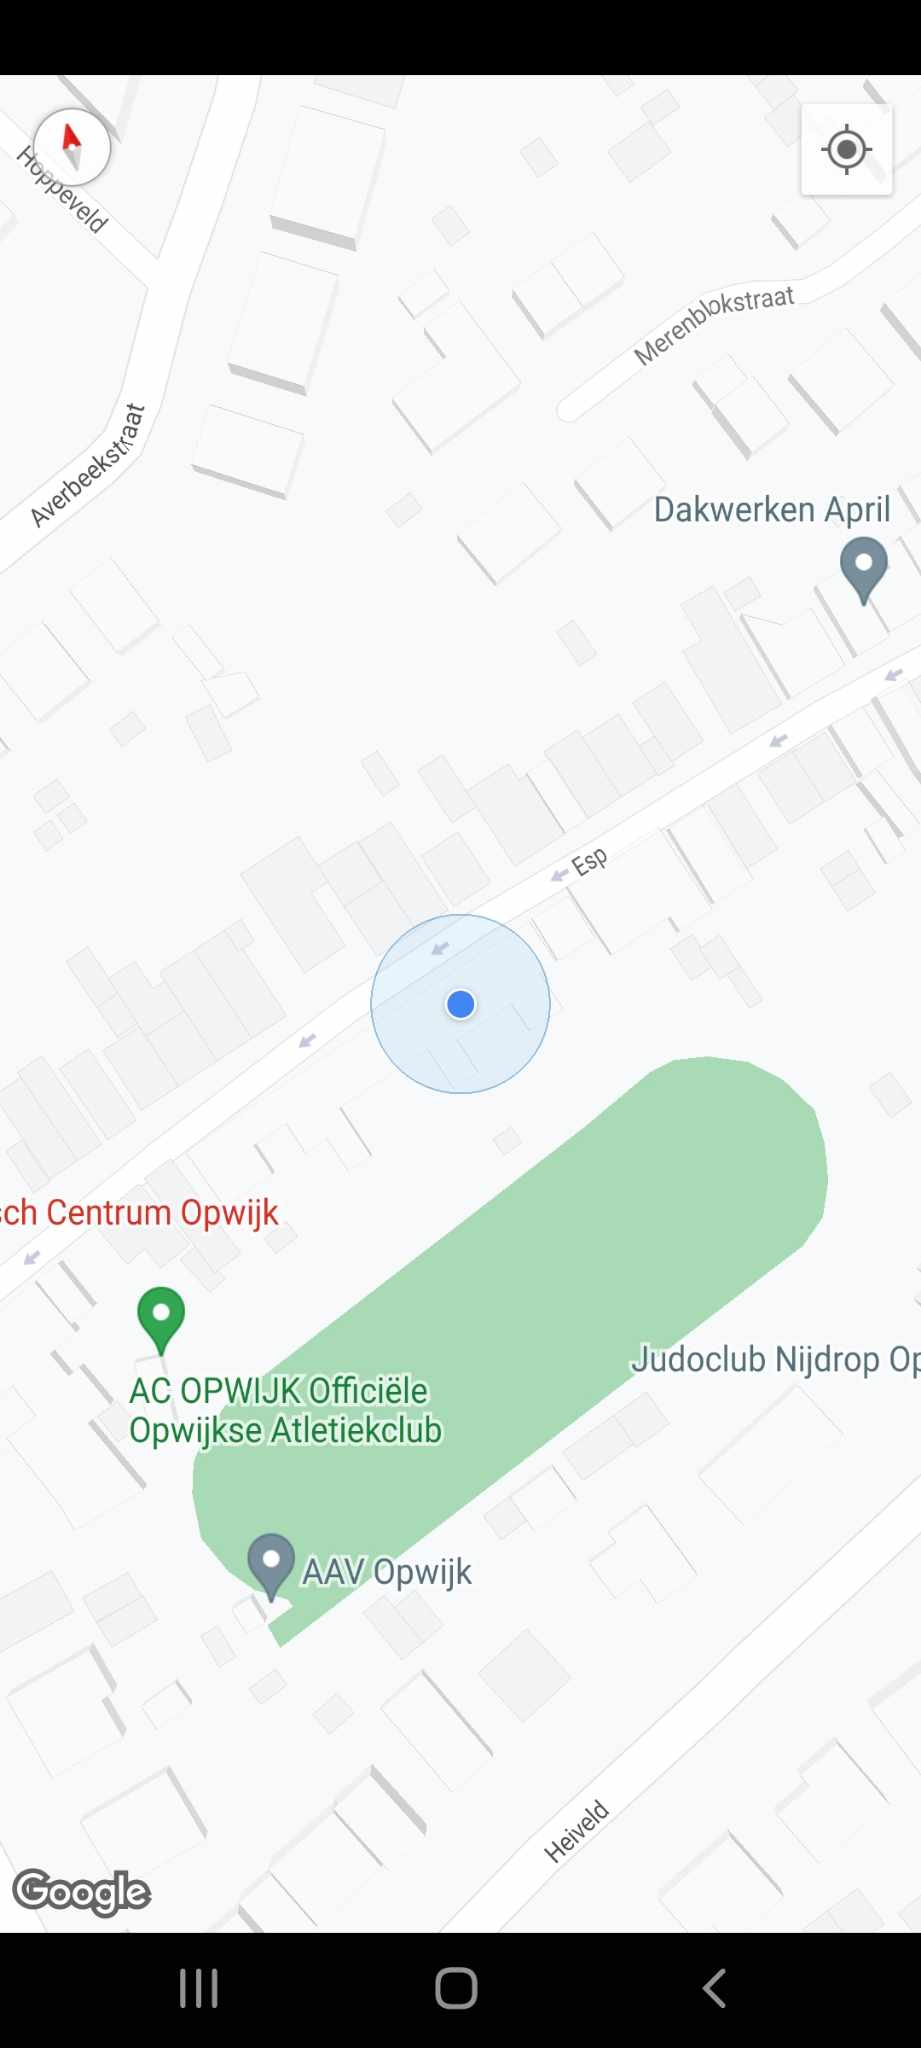 Hoppeveld
Merenblokstraat
Averbeekstraat
Dakwerken April
Esp
sch Centrum Opwijk
Judoclub Nijdrop Op
AC OPWIJK Officiële
Opwijkse Atletiekclub
AAV Opwijk
Heiveld
Google